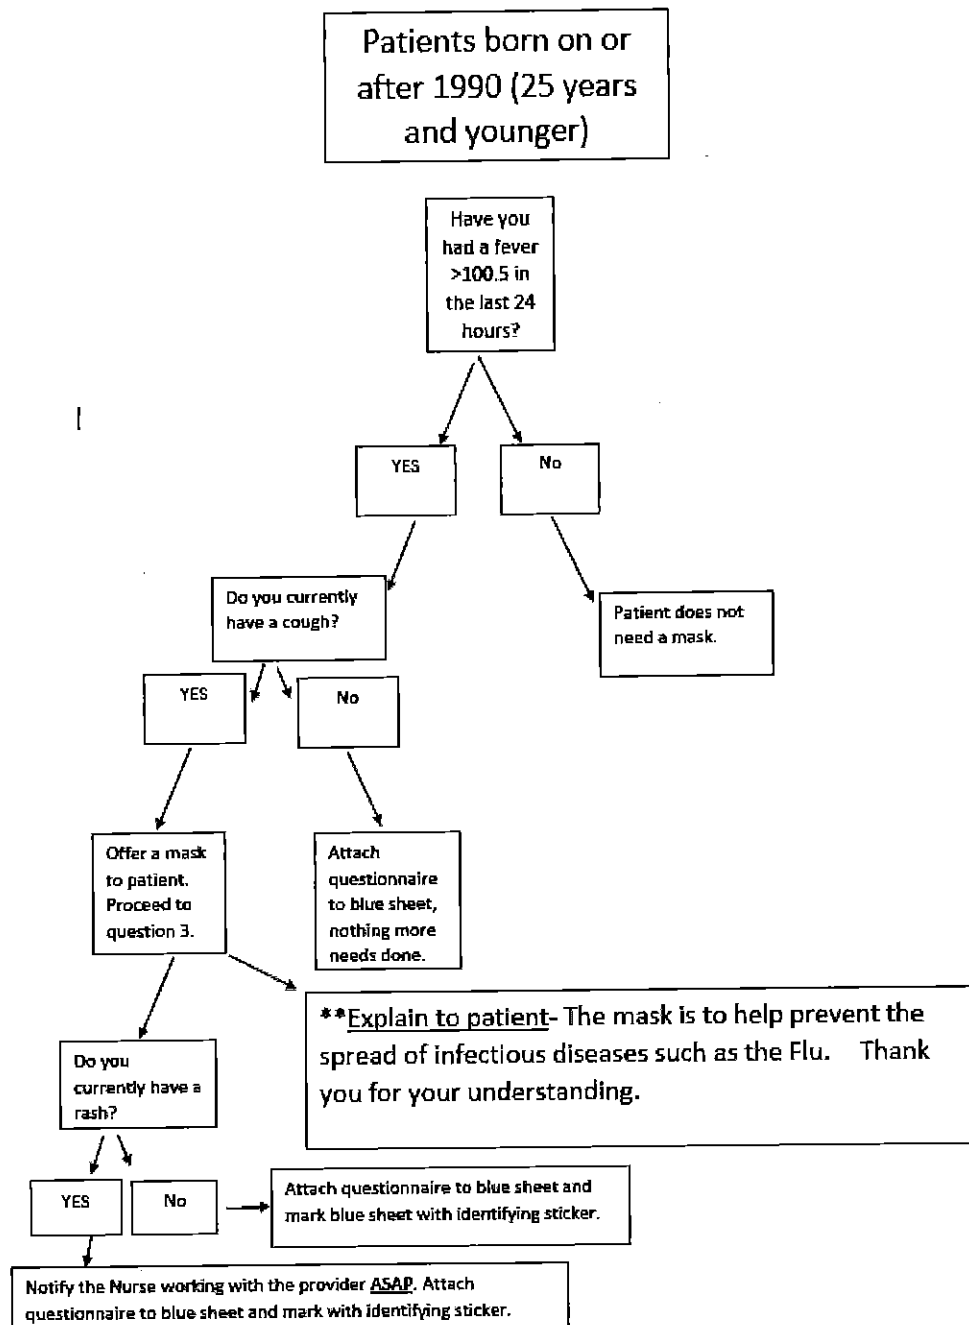 Patients born on or
after 1990 (25 years
and younger)
Have you
had a fever
>100.5 in
the last 24
hours?
YES
No
Do you currently
have a cough?
Patient does not
need a mask.
YES
No
Offer a mask
to patient.
Proceed to
question 3.
Attach
questionnaire
to blue sheet,
nothing more
needs done.
**Explain to patient- The mask is to help prevent the
spread of infectious diseases such as the Flu. Thank
you for your understanding.
Do you
currently have a
rash?
YES
No
Attach questionnaire to blue sheet and
mark blue sheet with identifying sticker.
Notify the Nurse working with the provider ASAP. Attach
questionnaire to blue sheet and mark with identifying sticker.